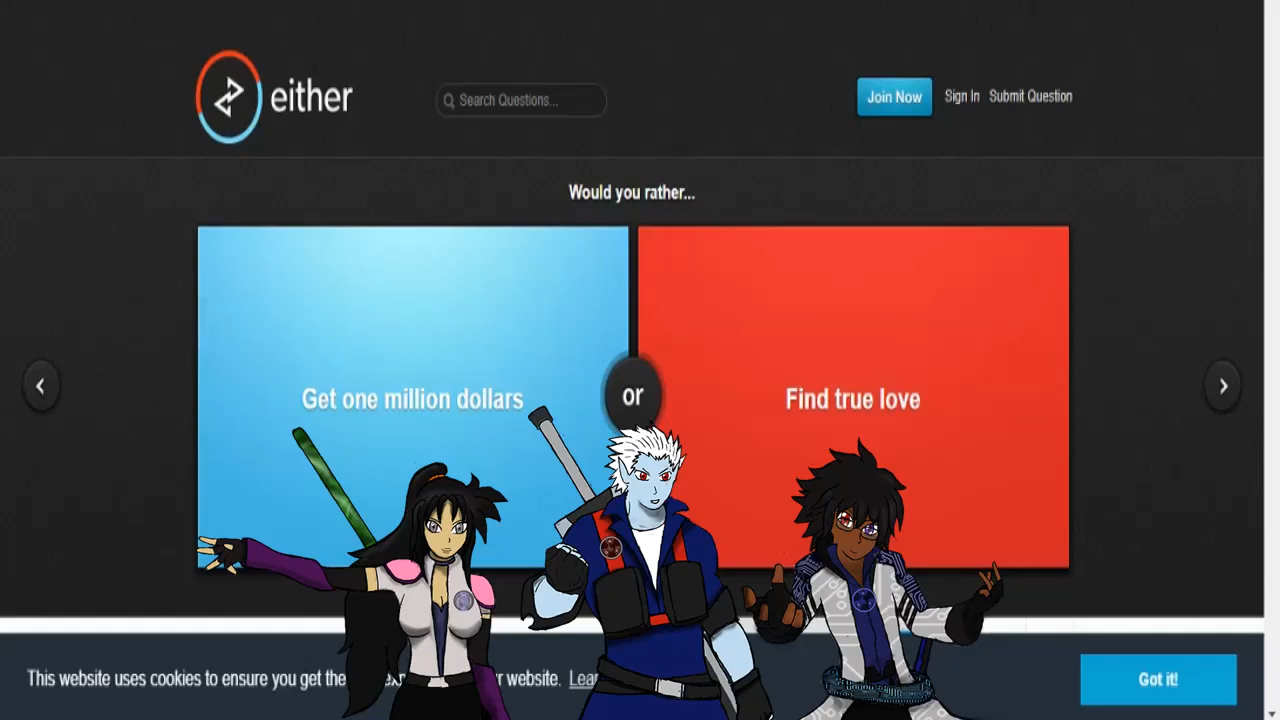 either
Search Questions...
Join Now
Sign In
Submit Question
Would you rather...
Get one million dollars
or
Find true love
This website uses cookies to ensure you get the
r website.
Got it!